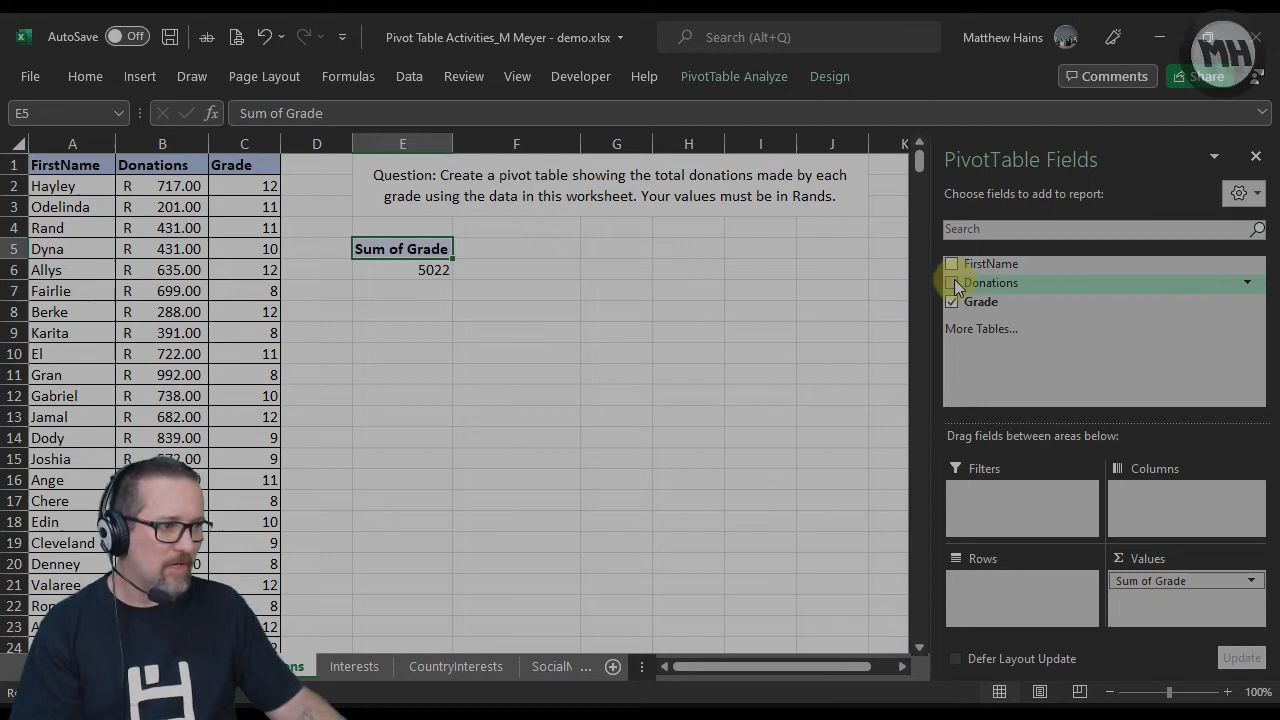 AutoSave Off ab Pivot Table Activities_M Meyer - demo.xlsx Search (Alt+Q) Matthew Hains MH
File Home Insert Draw Page Layout Formulas Data Review View Developer Help PivotTable Analyze Design Comments Share
E5 fx Sum of Grade
A B C D E F G H I J K
1 FirstName Donations Grade
2 Hayley R 717.00 12
3 Odelinda R 201.00 11
4 Rand R 431.00 11
5 Dyna R 431.00 10
6 Allys R 635.00 12
7 Fairlie R 699.00 8
8 Berke R 288.00 12
9 Karita R 391.00 8
10 El R 722.00 11
11 Gran R 992.00 8
12 Gabriel R 738.00 10
13 Jamal R 682.00 12
14 Dody R 839.00 9
15 Joshia 9
16 Ange 11
17 Chere 8
18 Edin 10
19 Cleveland 9
20 Denney 8
21 Valaree 12
22 8
23 12
24
Question: Create a pivot table showing the total donations made by each
grade using the data in this worksheet. Your values must be in Rands.
Sum of Grade
5022
Interests CountryInterests ...
PivotTable Fields
Choose fields to add to report:
Search
FirstName
Donations
Grade
More Tables...
Drag fields between areas below:
Filters Columns
Rows Σ Values
Sum of Grade
Defer Layout Update Update
100%